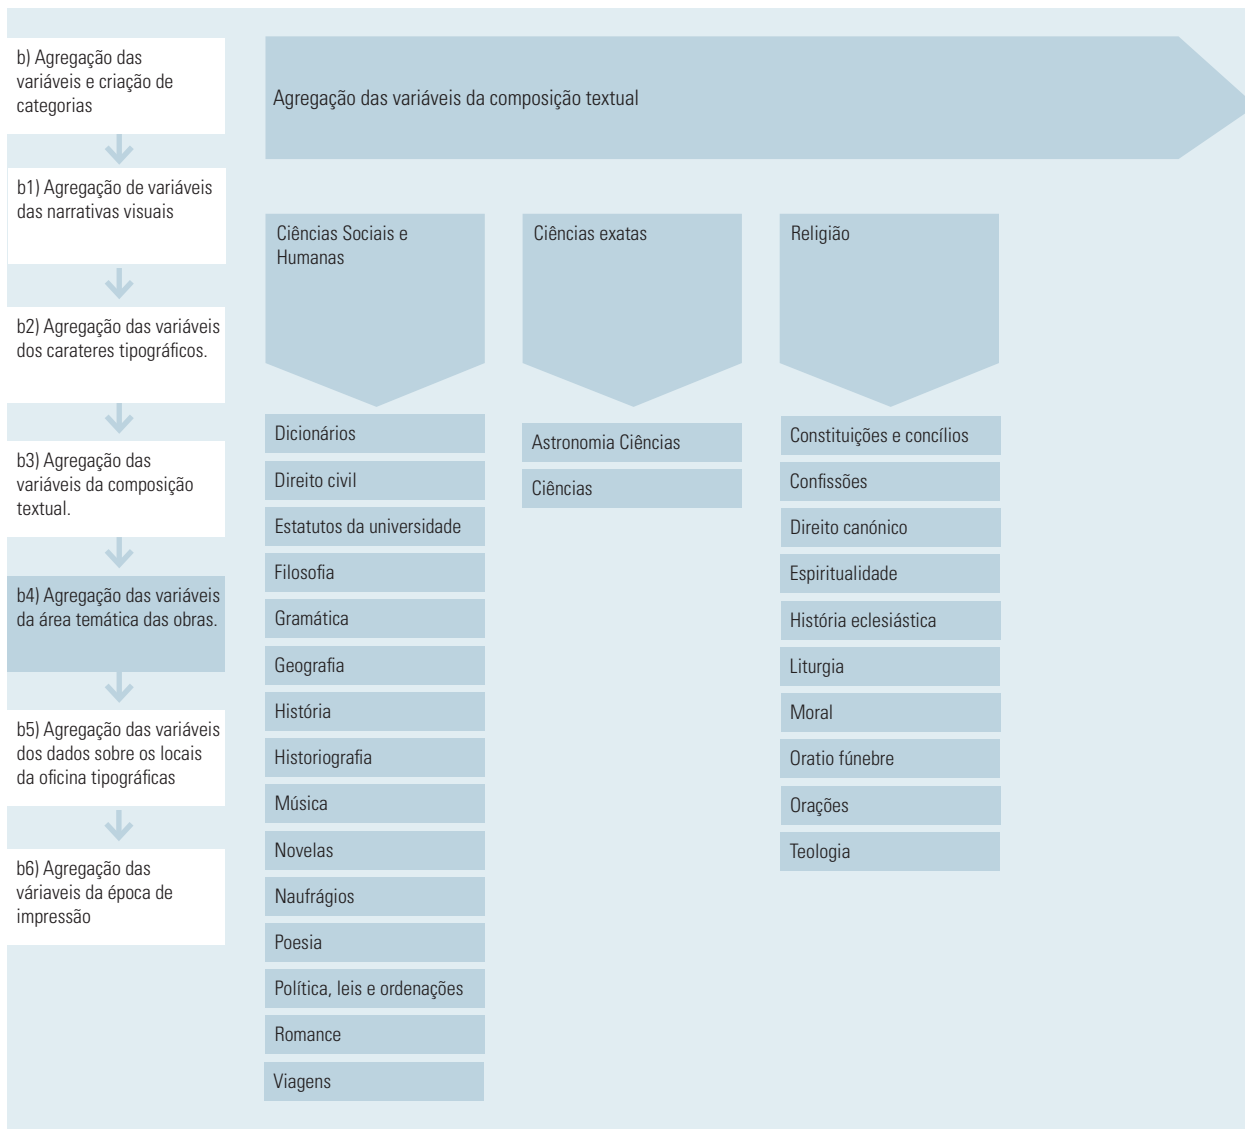 b) Agregação das
variáveis e criação de
categorias
b1) Agregação de variáveis
das narrativas visuais
b2) Agregação das variáveis
dos carateres tipográficos.
b3) Agregação das
variáveis da composição
textual.
b4) Agregação das variáveis
da área temática das obras.
b5) Agregação das variáveis
dos dados sobre os locais
da oficina tipográficas
b6) Agregação das
váriaveis da época de
impressão
Agregação das variáveis da composição textual
Ciências Sociais e
Humanas
Dicionários
Direito civil
Estatutos da universidade
Filosofia
Gramática
Geografia
História
Historiografia
Música
Novelas
Naufrágios
Poesia
Política, leis e ordenações
Romance
Viagens
Ciências exatas
Astronomia Ciências
Ciências
Religião
Constituições e concílios
Confissões
Direito canónico
Espiritualidade
História eclesiástica
Liturgia
Moral
Oratio fúnebre
Orações
Teologia